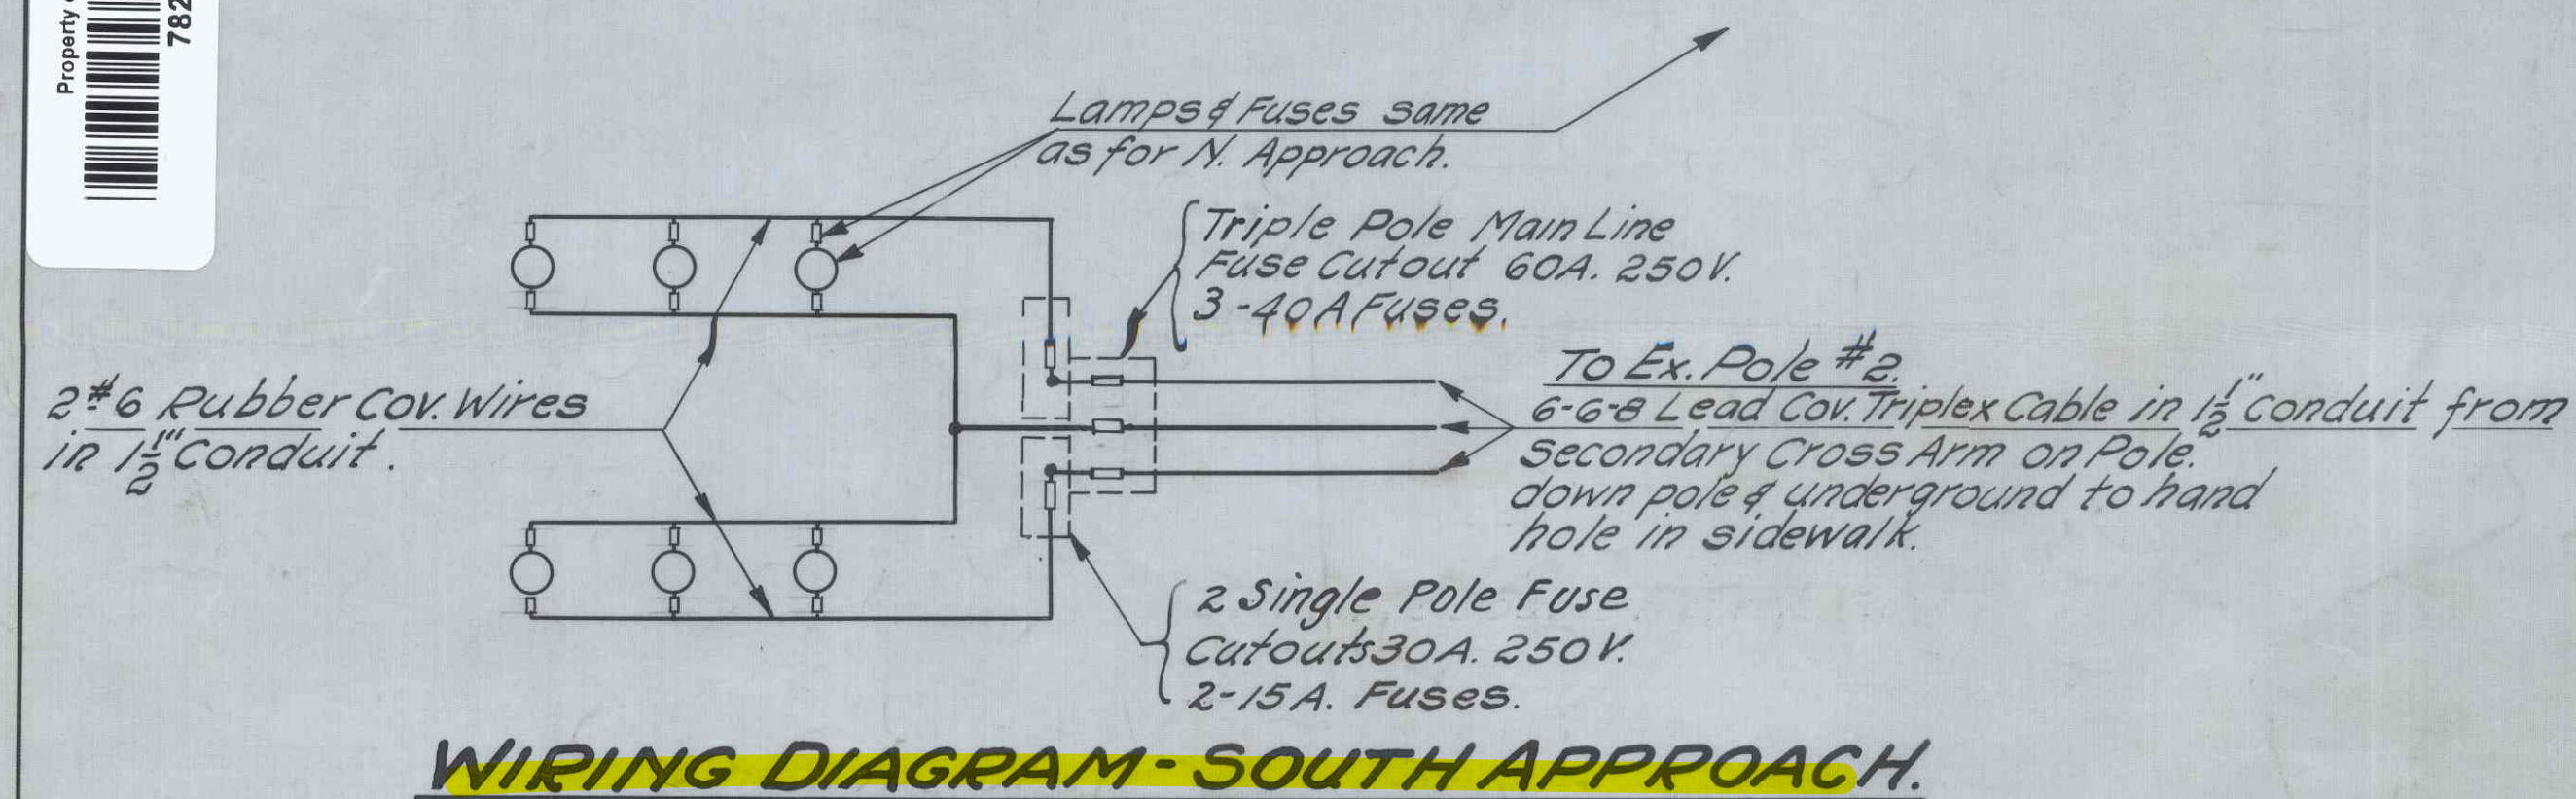 Property
782
Lamps & Fuses same
as for N. Approach.
Triple Pole Main Line
Fuse Cutout 60A. 250V.
3-40A Fuses.
2#6 Rubber Cov. Wires
in 1½" Conduit.
To Ex. Pole #2.
6-6-8 Lead Cov. Triplex Cable in 1½" Conduit from
Secondary Cross Arm on Pole.
down pole & underground to hand
hole in sidewalk.
2 Single Pole Fuse
Cutouts 30A. 250V.
2-15A. Fuses.
WIRING DIAGRAM - SOUTH APPROACH.